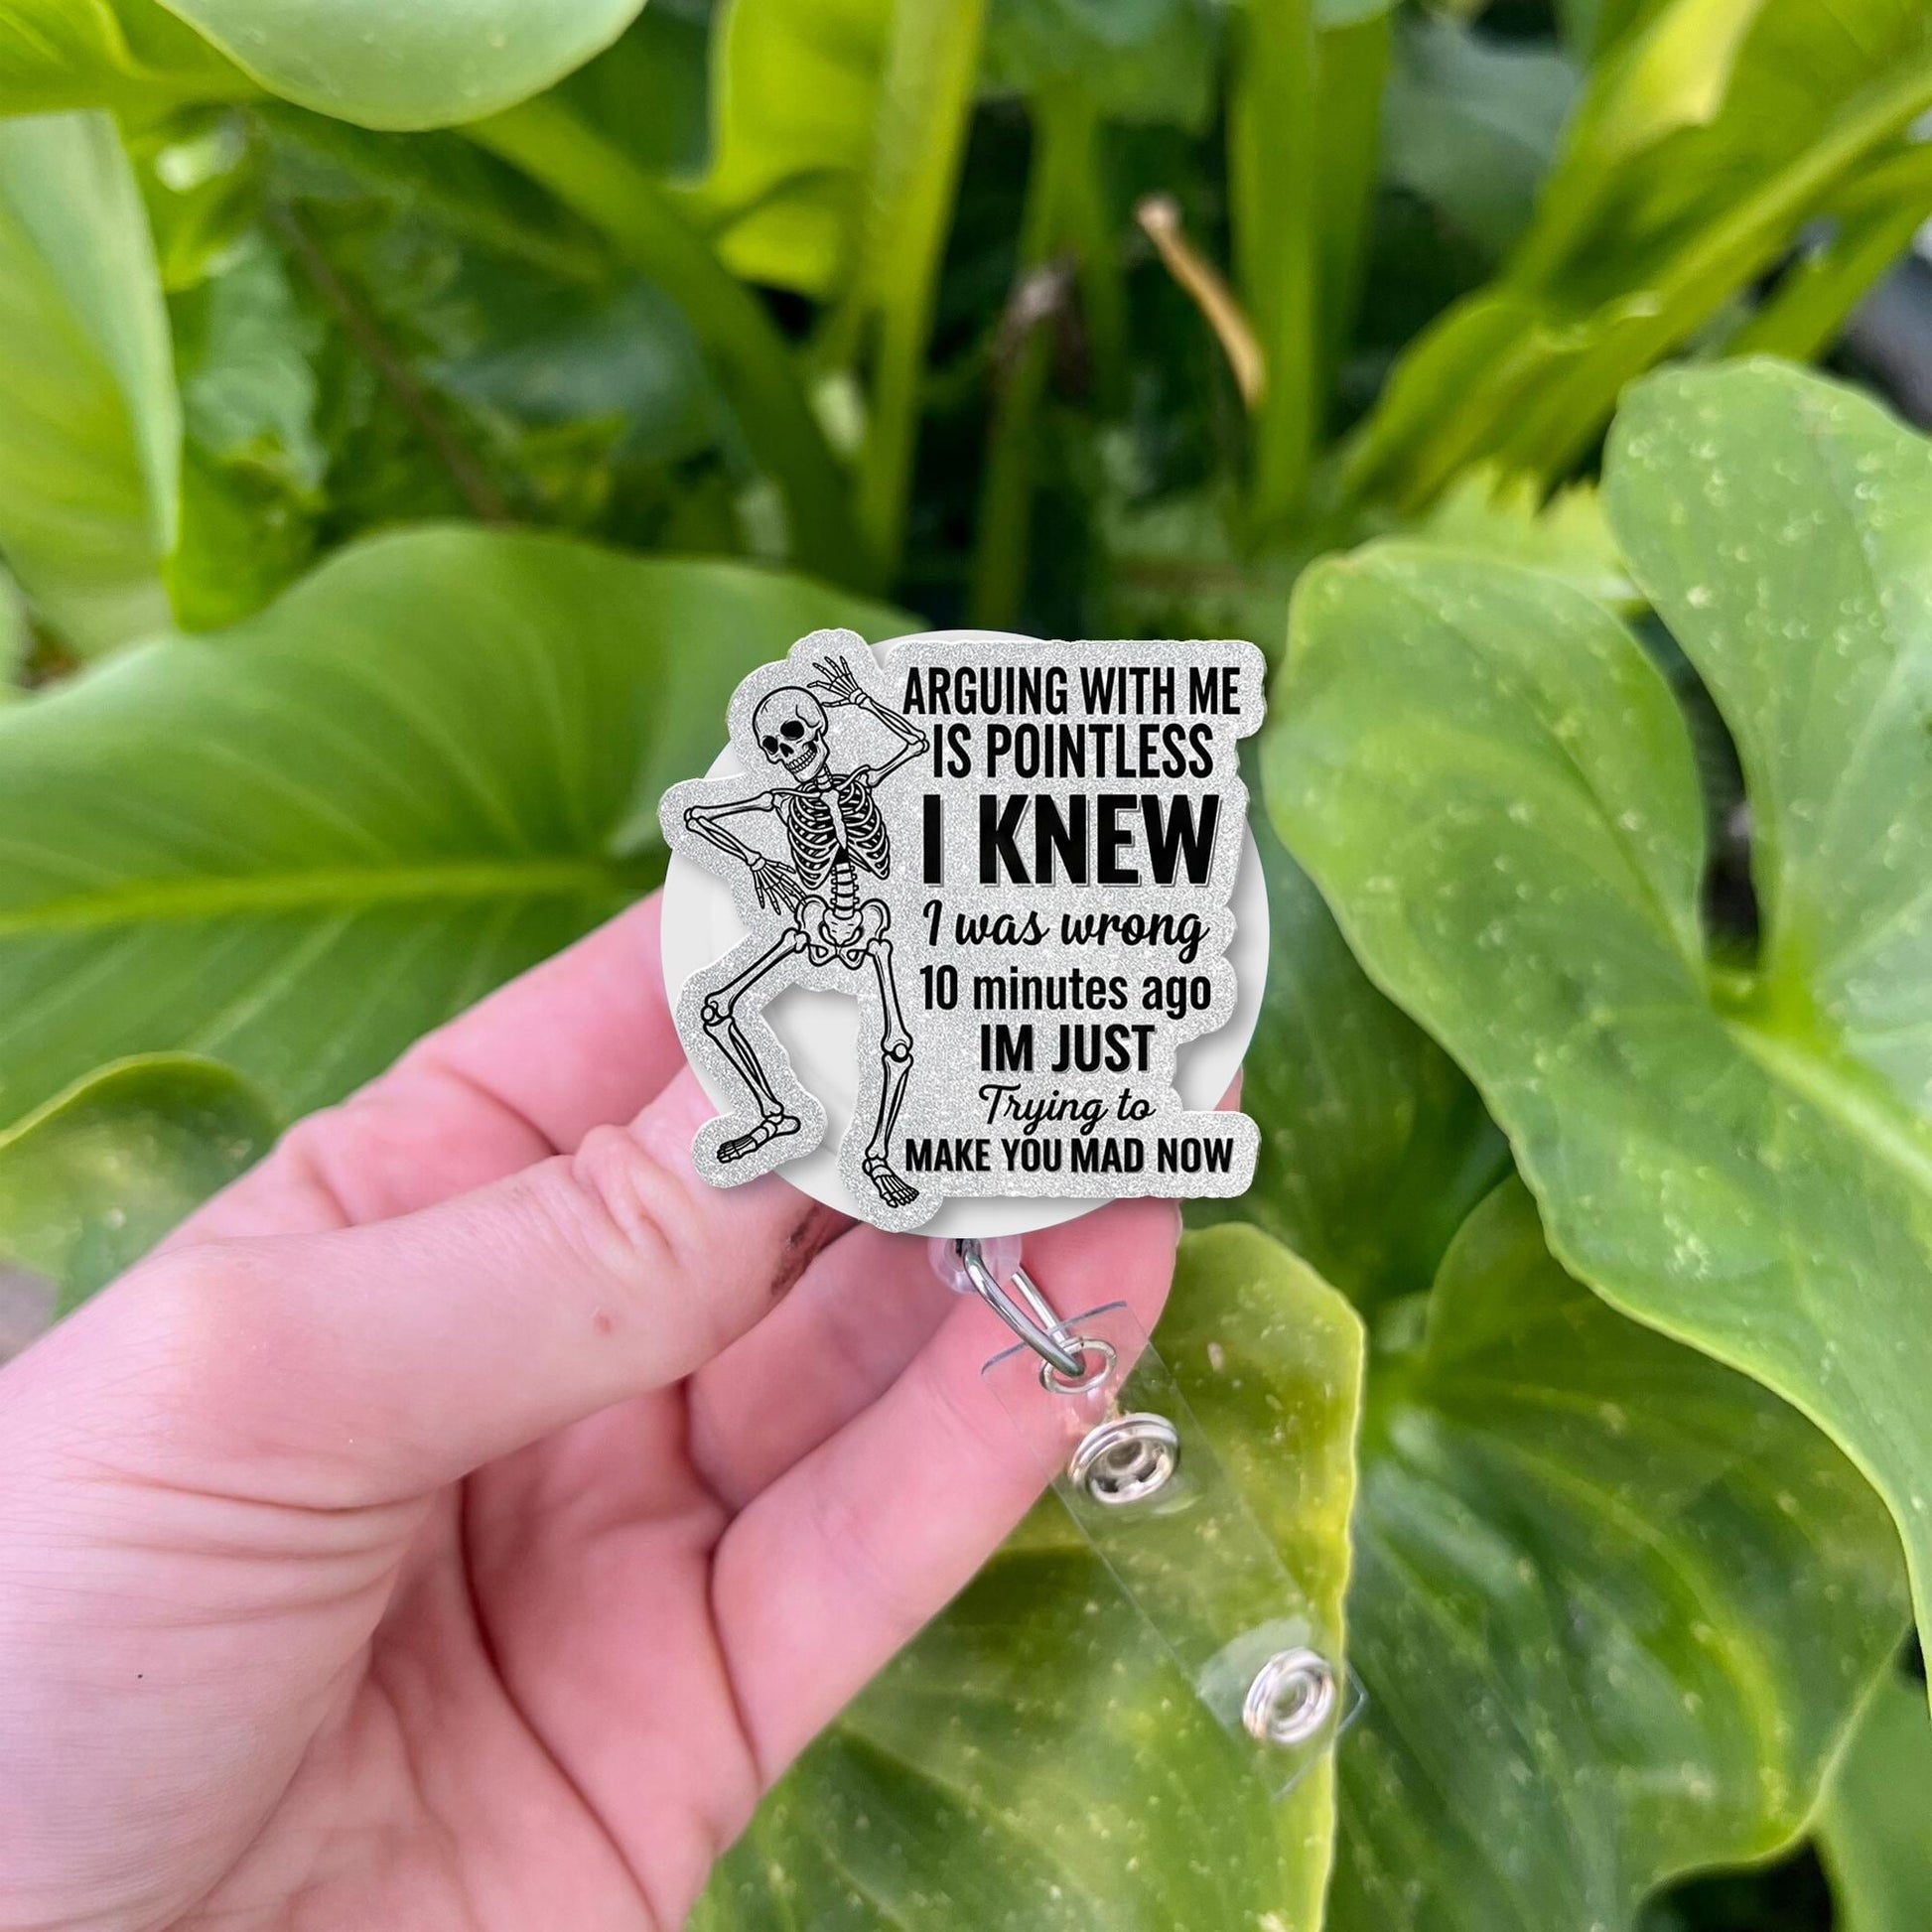 ARGUING WITH ME
IS POINTLESS
I KNEW
I was wrong
10 minutes ago
IM JUST
Trying to
MAKE YOU MAD NOW